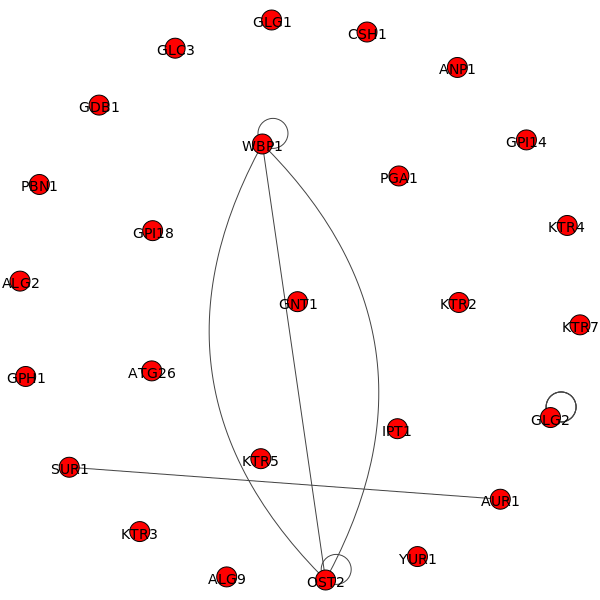 GLG1
CSH1
GLC3
ANP1
GDB1
GPI14
WBP1
PGA1
PBN1
KTR4
GPI18
ALG2
GNT1
KTR2
KTR7
GPH1
ATG26
GLG2
IPT1
KTR5
SUR1
AUR1
KTR3
YUR1
ALG9
OST2